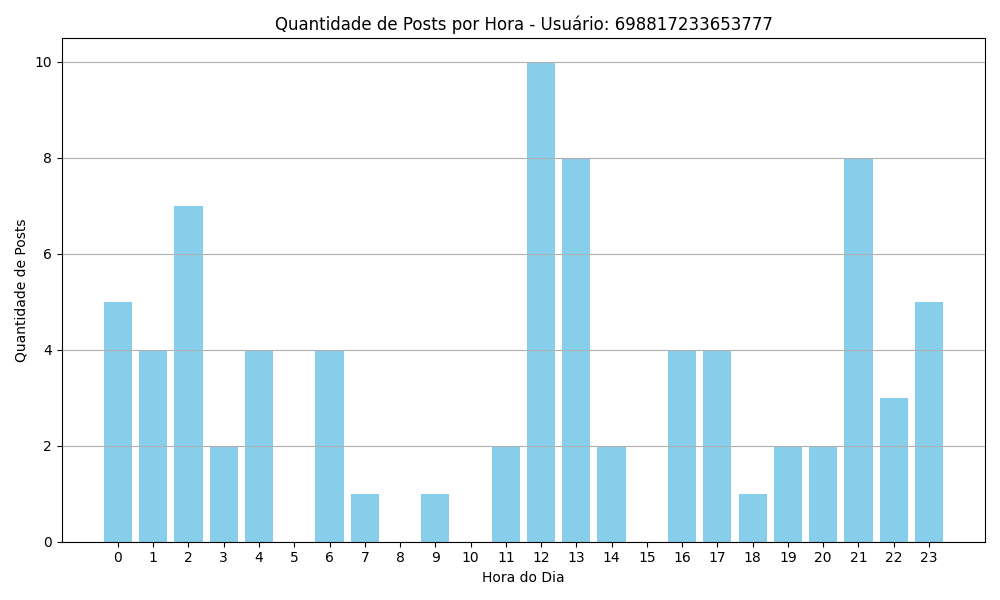 Quantidade de Posts por Hora - Usuário: 698817233653777
10
8
6
4
2
0
Quantidade de Posts
0 1 2 3 4 5 6 7 8 9 10 11 12 13 14 15 16 17 18 19 20 21 22 23
Hora do Dia